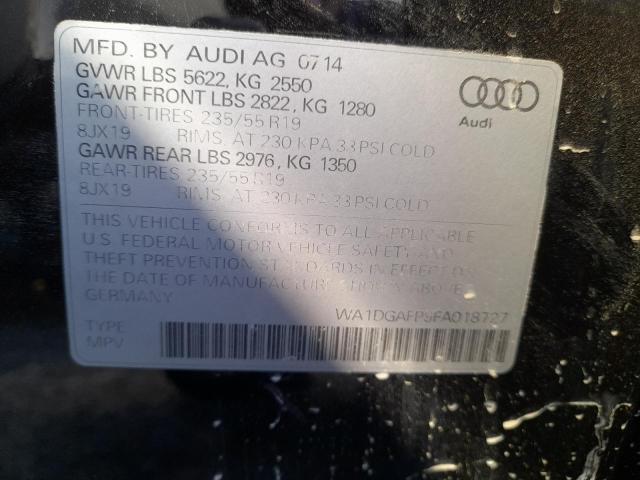 MFD. BY AUDI AG 0714
GVWR LBS 5622, KG 2550
GAWR FRONT LBS 2822, KG 1280
FRONT-TIRES 235/55 R19
8JX19 RIMS, AT 230 KPA 33 PSI COLD
GAWR REAR LBS 2976, KG 1350
REAR-TIRES 235/55 R19
8JX19 RIMS, AT 230 KPA 33 PSI COLD
Audi
THIS VEHICLE CONFORMS TO ALL APPLICABLE
U.S. FEDERAL MOTOR VEHICLE SAFETY AND
THEFT PREVENTION STANDARDS IN EFFECT ON
THE DATE OF MANUFACTURE SHOWN ABOVE.
GERMANY
WA1DGAFP9FA018727
TYPE:
MPV